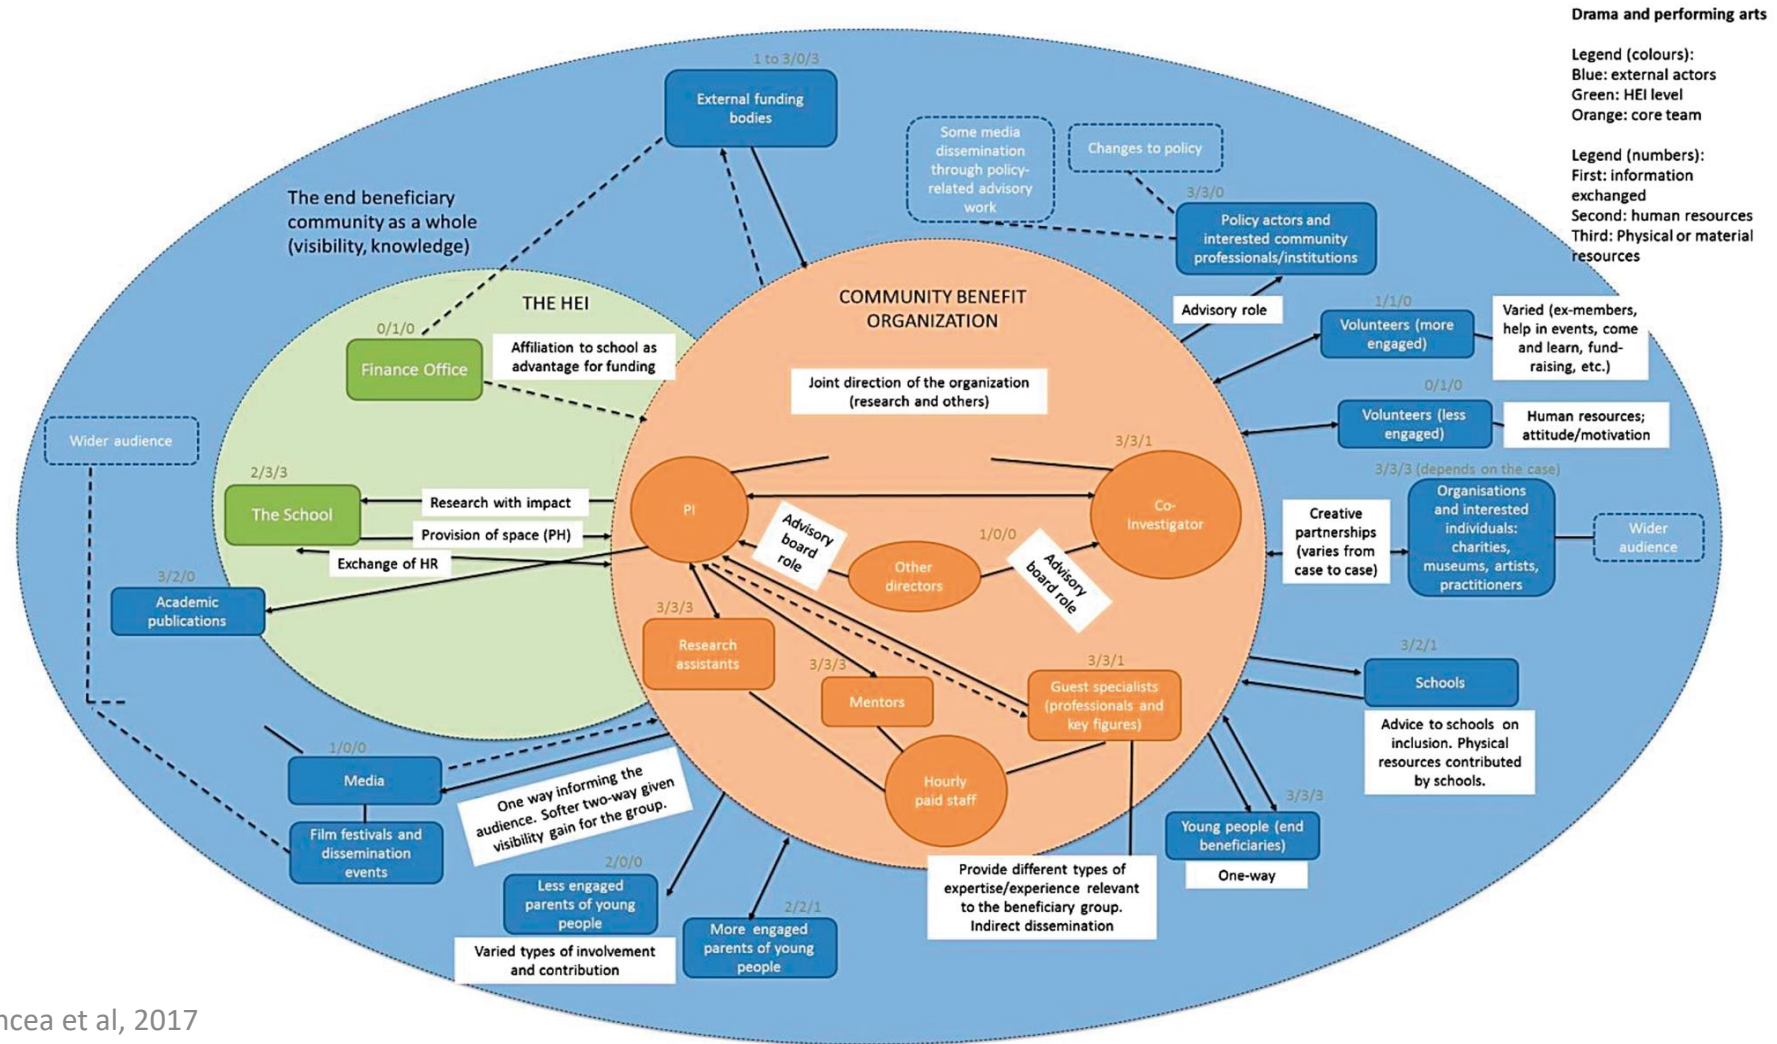 Drama and performing arts
Legend (colours):
Blue: external actors
Green: HEI level
Orange: core team
Legend (numbers):
First: information
exchanged
Second: human resources
Third: Physical or material
resources
1 to 3/0/3
External funding
bodies
Some media
dissemination
through policy-
related advisory
work
Changes to policy
3/3/0
Policy actors and
interested community
professionals/institutions
The end beneficiary
community as a whole
(visibility, knowledge)
THE HEI
COMMUNITY BENEFIT
ORGANIZATION
Advisory role
1/1/0
Volunteers (more
engaged)
Varied (ex-members,
help in events, come
and learn, fund-
raising, etc.)
0/1/0
Finance Office
Affiliation to school as
advantage for funding
Joint direction of the organization
(research and others)
0/1/0
Volunteers (less
engaged)
Human resources;
attitude/motivation
Wider audience
2/3/3
The School
Research with impact
Provision of space (PH)
Exchange of HR
PI
3/3/1
Co-
Investigator
Advisory
board
role
1/0/0
Other
directors
Advisory
board role
3/3/3 (depends on the case)
Organisations
and interested
individuals:
charities,
museums, artists,
practitioners
Creative
partnerships
(varies from
case to case)
Wider
audience
3/2/0
Academic
publications
3/3/3
Research
assistants
3/3/3
Mentors
3/3/1
Guest specialists
(professionals and
key figures)
3/2/1
Schools
Advice to schools on
inclusion. Physical
resources contributed
by schools.
1/0/0
Media
Film festivals and
dissemination
events
One way informing the
audience. Softer two-way given
visibility gain for the group.
Hourly
paid staff
3/3/3
Young people (end
beneficiaries)
One-way
2/0/0
Less engaged
parents of young
people
Varied types of involvement
and contribution
2/2/1
More engaged
parents of young
people
Provide different types of
expertise/experience relevant
to the beneficiary group.
Indirect dissemination
et al, 2017